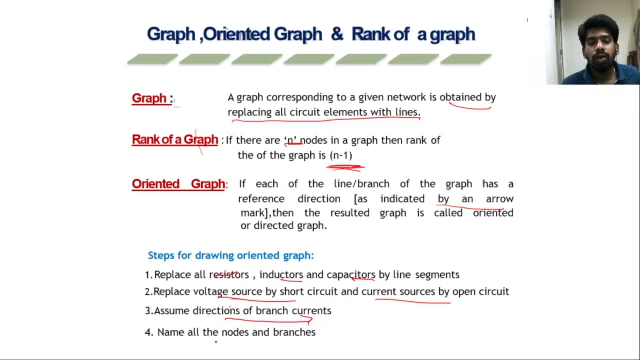 Graph ,Oriented Graph & Rank of a graph
Graph : A graph corresponding to a given network is obtained by
replacing all circuit elements with lines.
Rank of a Graph : If there are 'n' nodes in a graph then rank of
the of the graph is (n-1)
Oriented Graph: If each of the line/branch of the graph has a
reference direction [as indicated by an arrow
mark],then the resulted graph is called oriented
or directed graph.
Steps for drawing oriented graph:
1.Replace all resistors , inductors and capacitors by line segments
2.Replace voltage source by short circuit and current sources by open circuit
3.Assume directions of branch currents
4. Name all the nodes and branches